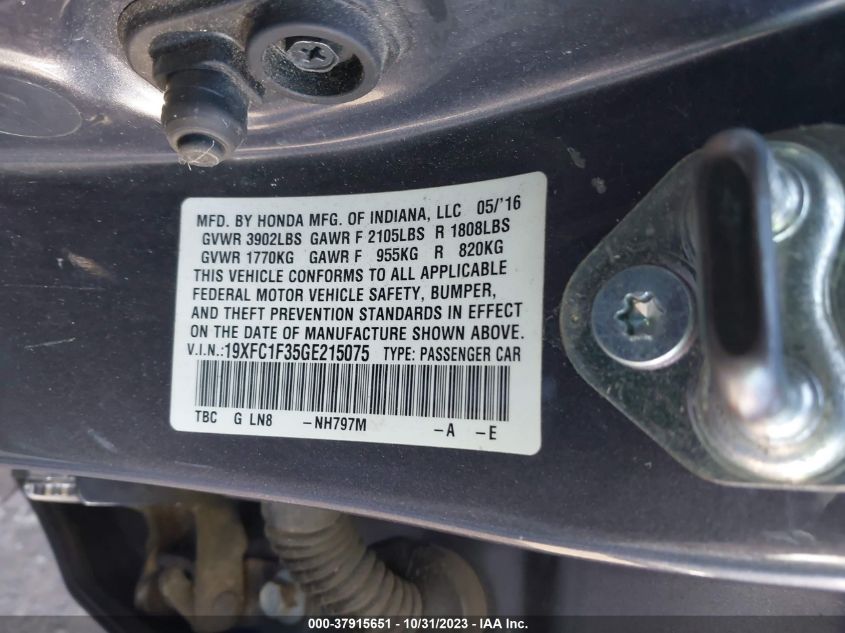 MFD. BY HONDA MFG. OF INDIANA, LLC 05/'16
GVWR 3902LBS GAWR F 2105LBS R 1808LBS
GVWR 1770KG GAWR F 955KG R 820KG
THIS VEHICLE CONFORMS TO ALL APPLICABLE
FEDERAL MOTOR VEHICLE SAFETY, BUMPER,
AND THEFT PREVENTION STANDARDS IN EFFECT
ON THE DATE OF MANUFACTURE SHOWN ABOVE.
V.I.N.:19XFC1F35GE215075 TYPE: PASSENGER CAR
TBC G LN8 -NH797M -A -E
000-37915651 - 10/31/2023 - IAA Inc.